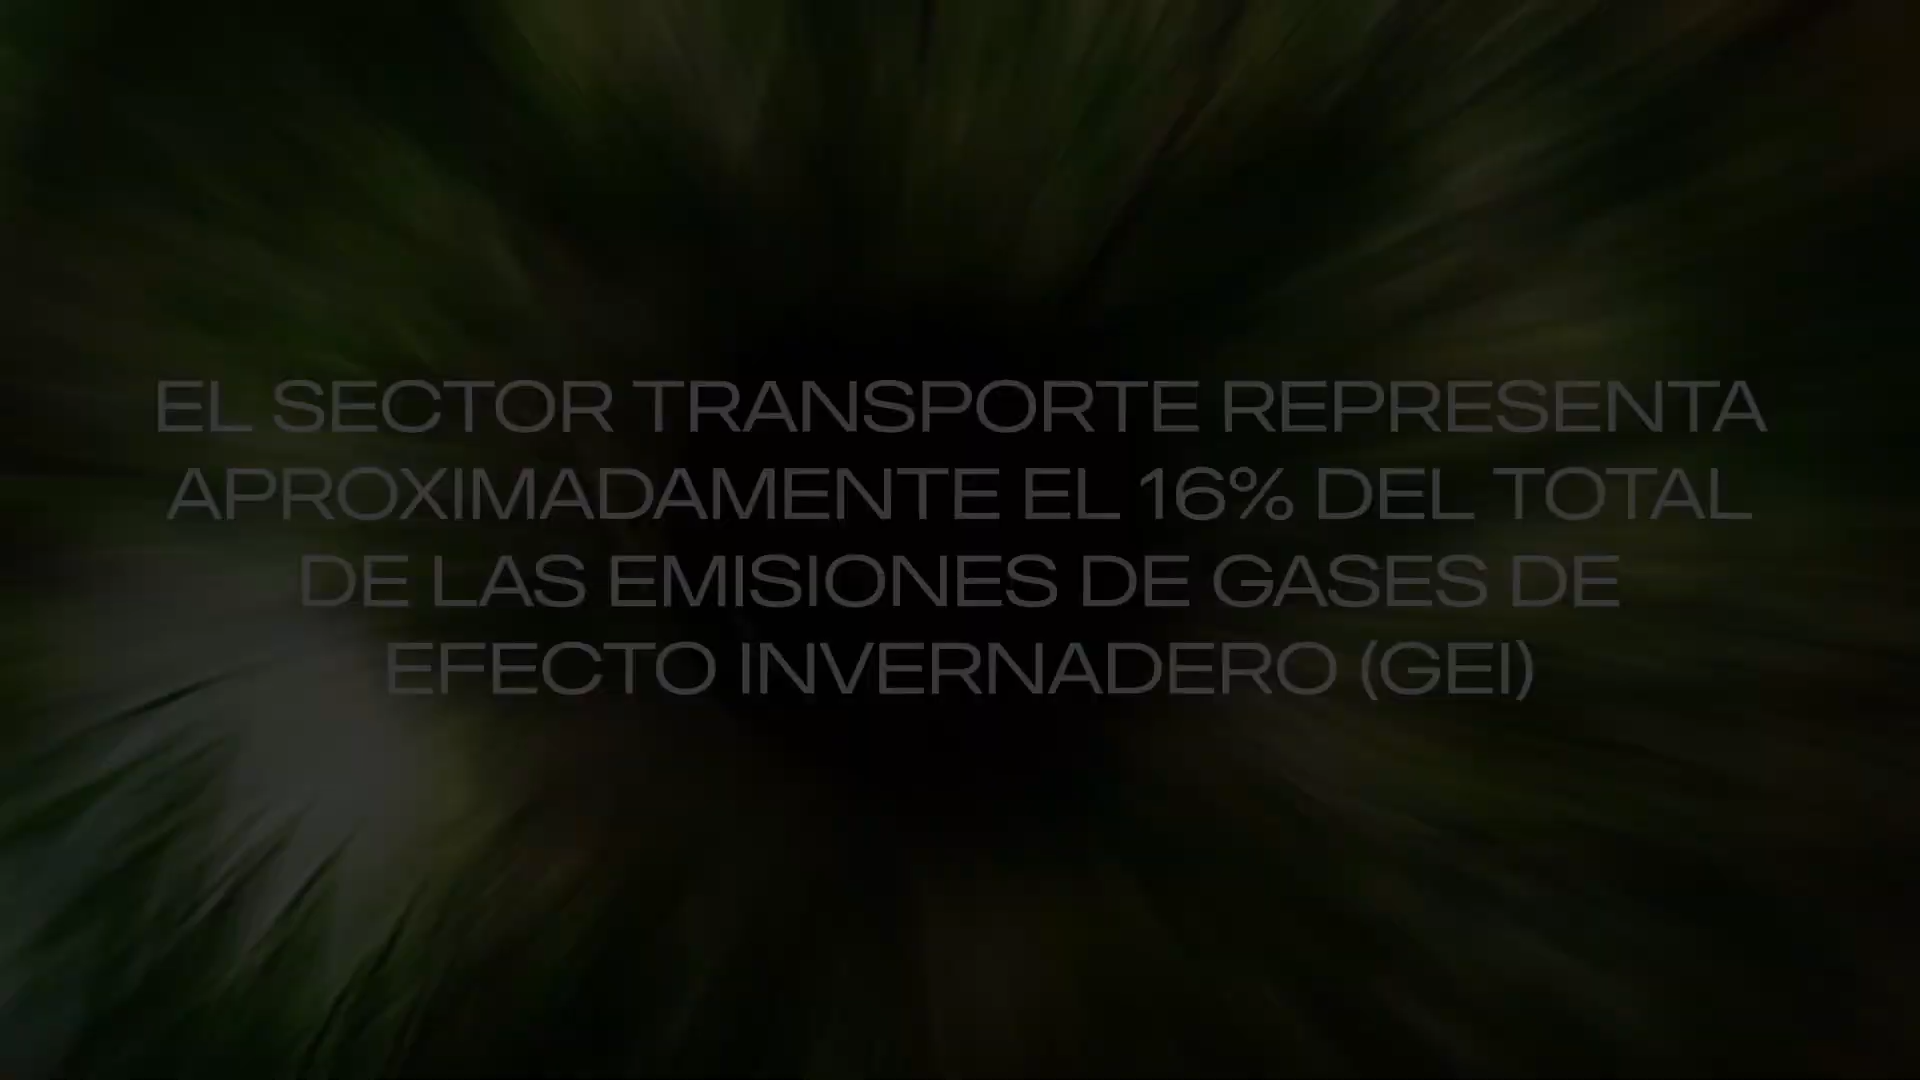 EL SECTOR TRANSPORTE REPRESENTA
APROXIMADAMENTE EL 16% DEL TOTAL
DE LAS EMISIONES DE GASES DE
EFECTO INVERNADERO (GEI)